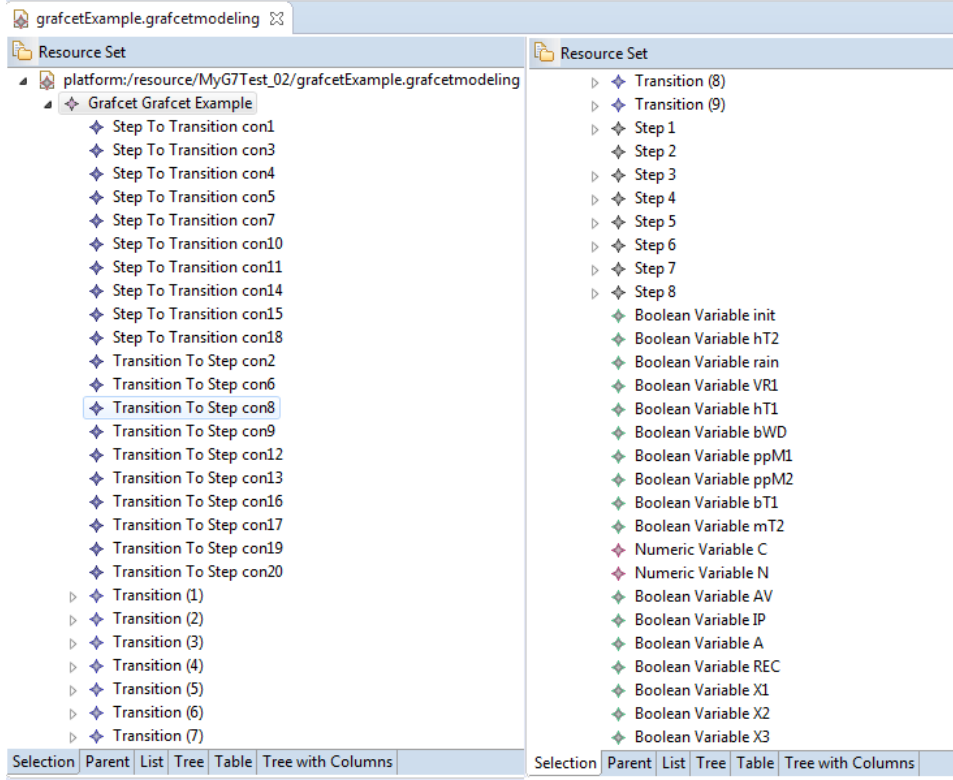 grafcetExample.grafcetmodeling
Resource Set
platform:/resource/MyG7Test_02/grafcetExample.grafcetmodeling
Grafcet Grafcet Example
Step To Transition con1
Step To Transition con3
Step To Transition con4
Step To Transition con5
Step To Transition con7
Step To Transition con10
Step To Transition con11
Step To Transition con14
Step To Transition con15
Step To Transition con18
Transition To Step con2
Transition To Step con6
Transition To Step con8
Transition To Step con9
Transition To Step con12
Transition To Step con13
Transition To Step con16
Transition To Step con17
Transition To Step con19
Transition To Step con20
Transition (1)
Transition (2)
Transition (3)
Transition (4)
Transition (5)
Transition (6)
Transition (7)
Selection Parent List Tree Table Tree with Columns
Resource Set
Transition (8)
Transition (9)
Step 1
Step 2
Step 3
Step 4
Step 5
Step 6
Step 7
Step 8
Boolean Variable init
Boolean Variable hT2
Boolean Variable rain
Boolean Variable VR1
Boolean Variable hT1
Boolean Variable bWD
Boolean Variable ppM1
Boolean Variable ppM2
Boolean Variable bT1
Boolean Variable mT2
Numeric Variable C
Numeric Variable N
Boolean Variable AV
Boolean Variable IP
Boolean Variable A
Boolean Variable REC
Boolean Variable X1
Boolean Variable X2
Boolean Variable X3
Selection Parent List Tree Table Tree with Columns